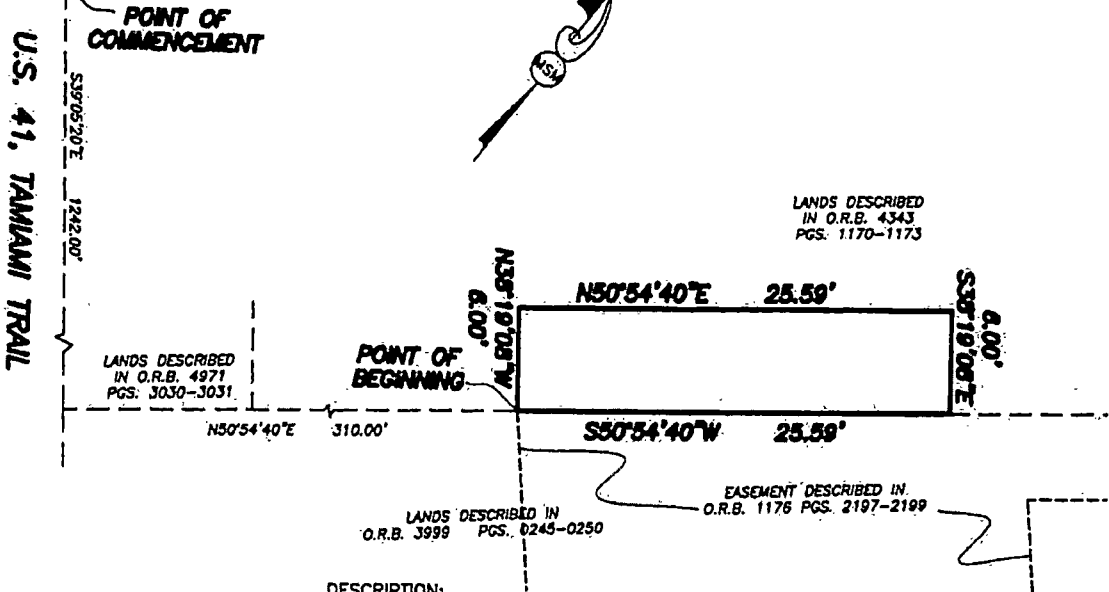 POINT OF
COMMENCEMENT
U.S. 41, TAMIAMI TRAIL
S39°05'20"E 1242.00'
MSM
LANDS DESCRIBED
IN O.R.B. 4343
PGS. 1170-1173
N38°19'08"W
6.00'
N50°54'40"E 25.59'
S38°19'08"E
6.00'
POINT OF
BEGINNING
LANDS DESCRIBED
IN O.R.B. 4971
PGS. 3030-3031
N50°54'40"E 310.00'
S50°54'40"W 25.59'
EASEMENT DESCRIBED IN
O.R.B. 1176 PGS. 2197-2199
LANDS DESCRIBED IN
O.R.B. 3999 PGS. 0245-0250
DESCRIPTION: